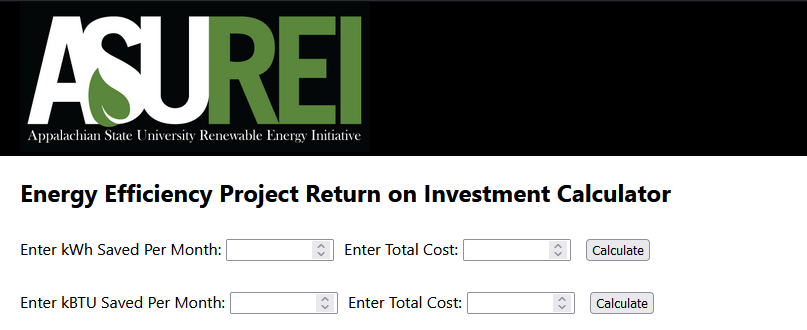 ASUREI
Appalachian State University Renewable Energy Initiative
Energy Efficiency Project Return on Investment Calculator
Enter kWh Saved Per Month: Enter Total Cost: Calculate
Enter kBTU Saved Per Month: Enter Total Cost: Calculate